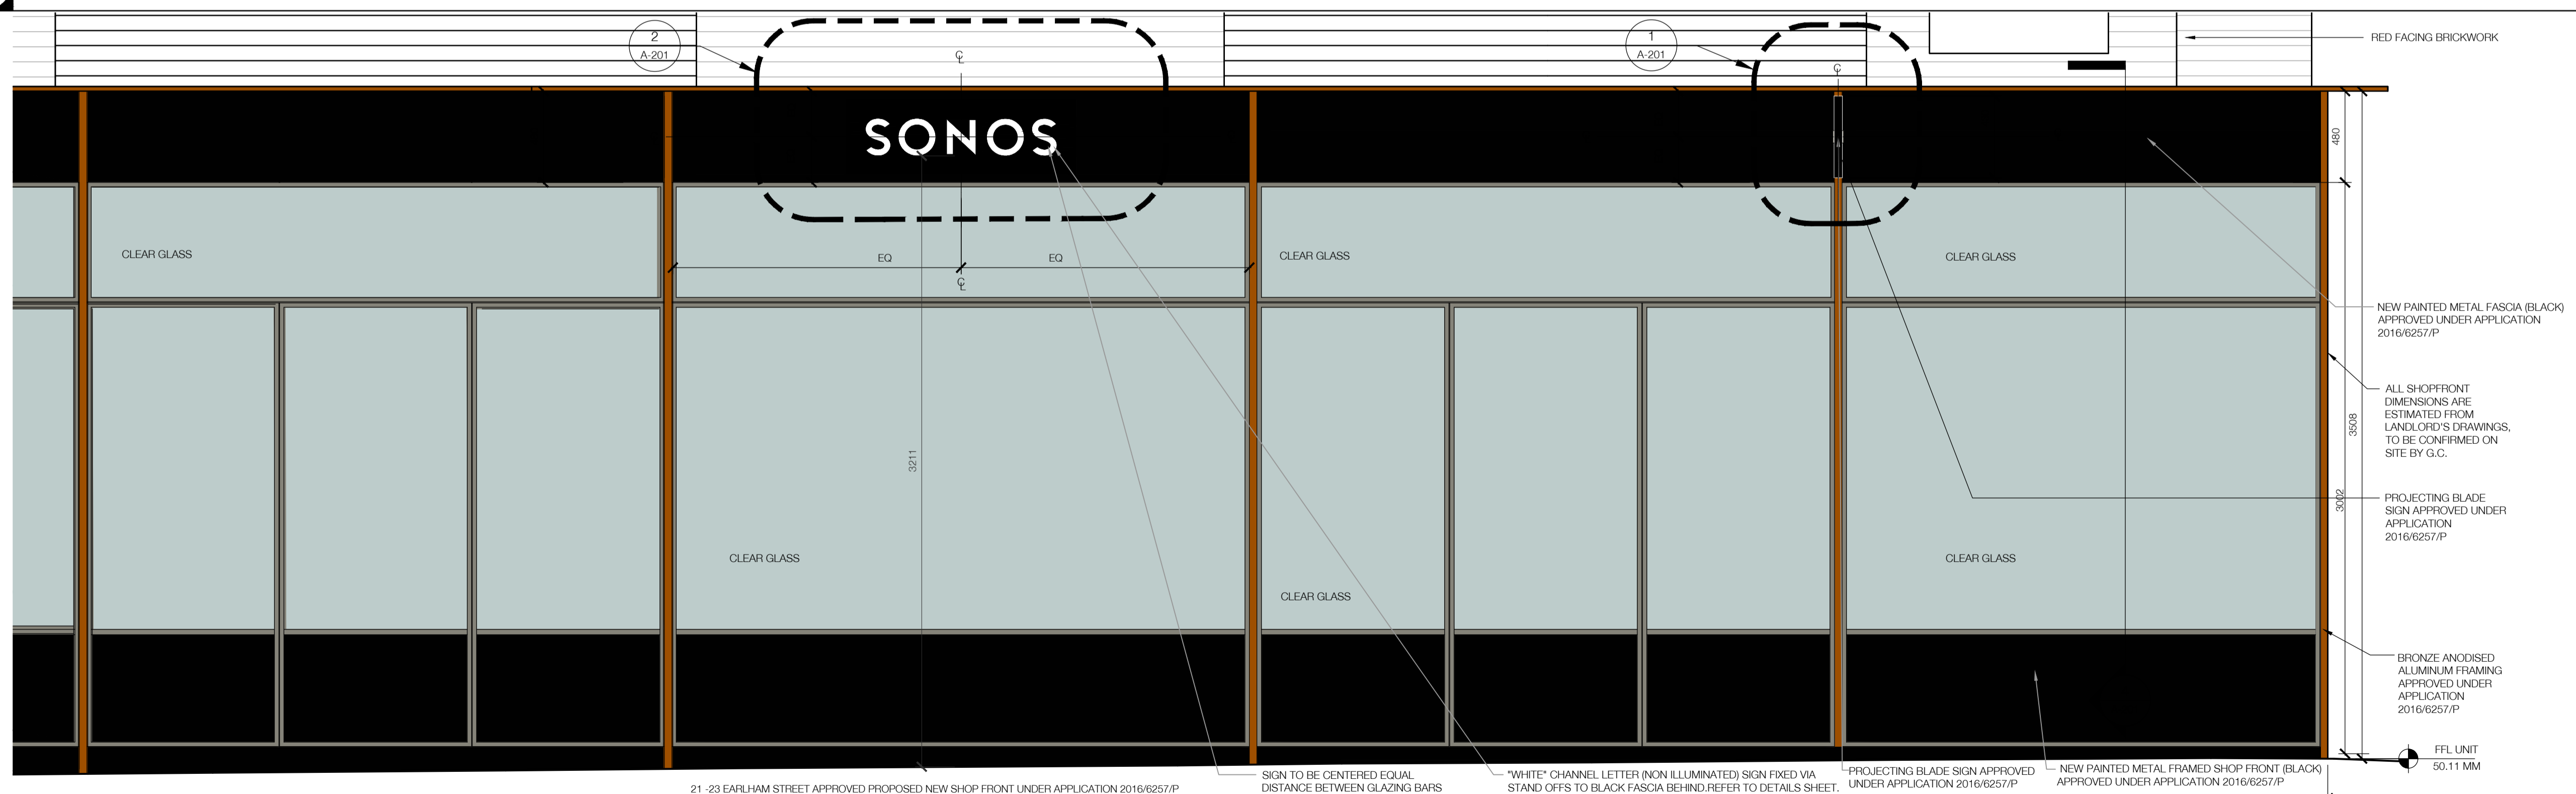 2
A-201
1
A-201
RED FACING BRICKWORK
SONOS
480
CLEAR GLASS
EQ
EQ
CLEAR GLASS
CLEAR GLASS
NEW PAINTED METAL FASCIA (BLACK)
APPROVED UNDER APPLICATION
2016/6257/P
ALL SHOPFRONT
DIMENSIONS ARE
ESTIMATED FROM
LANDLORD'S DRAWINGS,
TO BE CONFIRMED ON
SITE BY G.C.
3508
3211
3002
PROJECTING BLADE
SIGN APPROVED UNDER
APPLICATION
2016/6257/P
CLEAR GLASS
CLEAR GLASS
CLEAR GLASS
BRONZE ANODISED
ALUMINUM FRAMING
APPROVED UNDER
APPLICATION
2016/6257/P
FFL UNIT
50.11 MM
21 -23 EARLHAM STREET APPROVED PROPOSED NEW SHOP FRONT UNDER APPLICATION 2016/6257/P
SIGN TO BE CENTERED EQUAL
DISTANCE BETWEEN GLAZING BARS
"WHITE" CHANNEL LETTER (NON ILLUMINATED) SIGN FIXED VIA
STAND OFFS TO BLACK FASCIA BEHIND.REFER TO DETAILS SHEET.
PROJECTING BLADE SIGN APPROVED
UNDER APPLICATION 2016/6257/P
NEW PAINTED METAL FRAMED SHOP FRONT (BLACK)
APPROVED UNDER APPLICATION 2016/6257/P